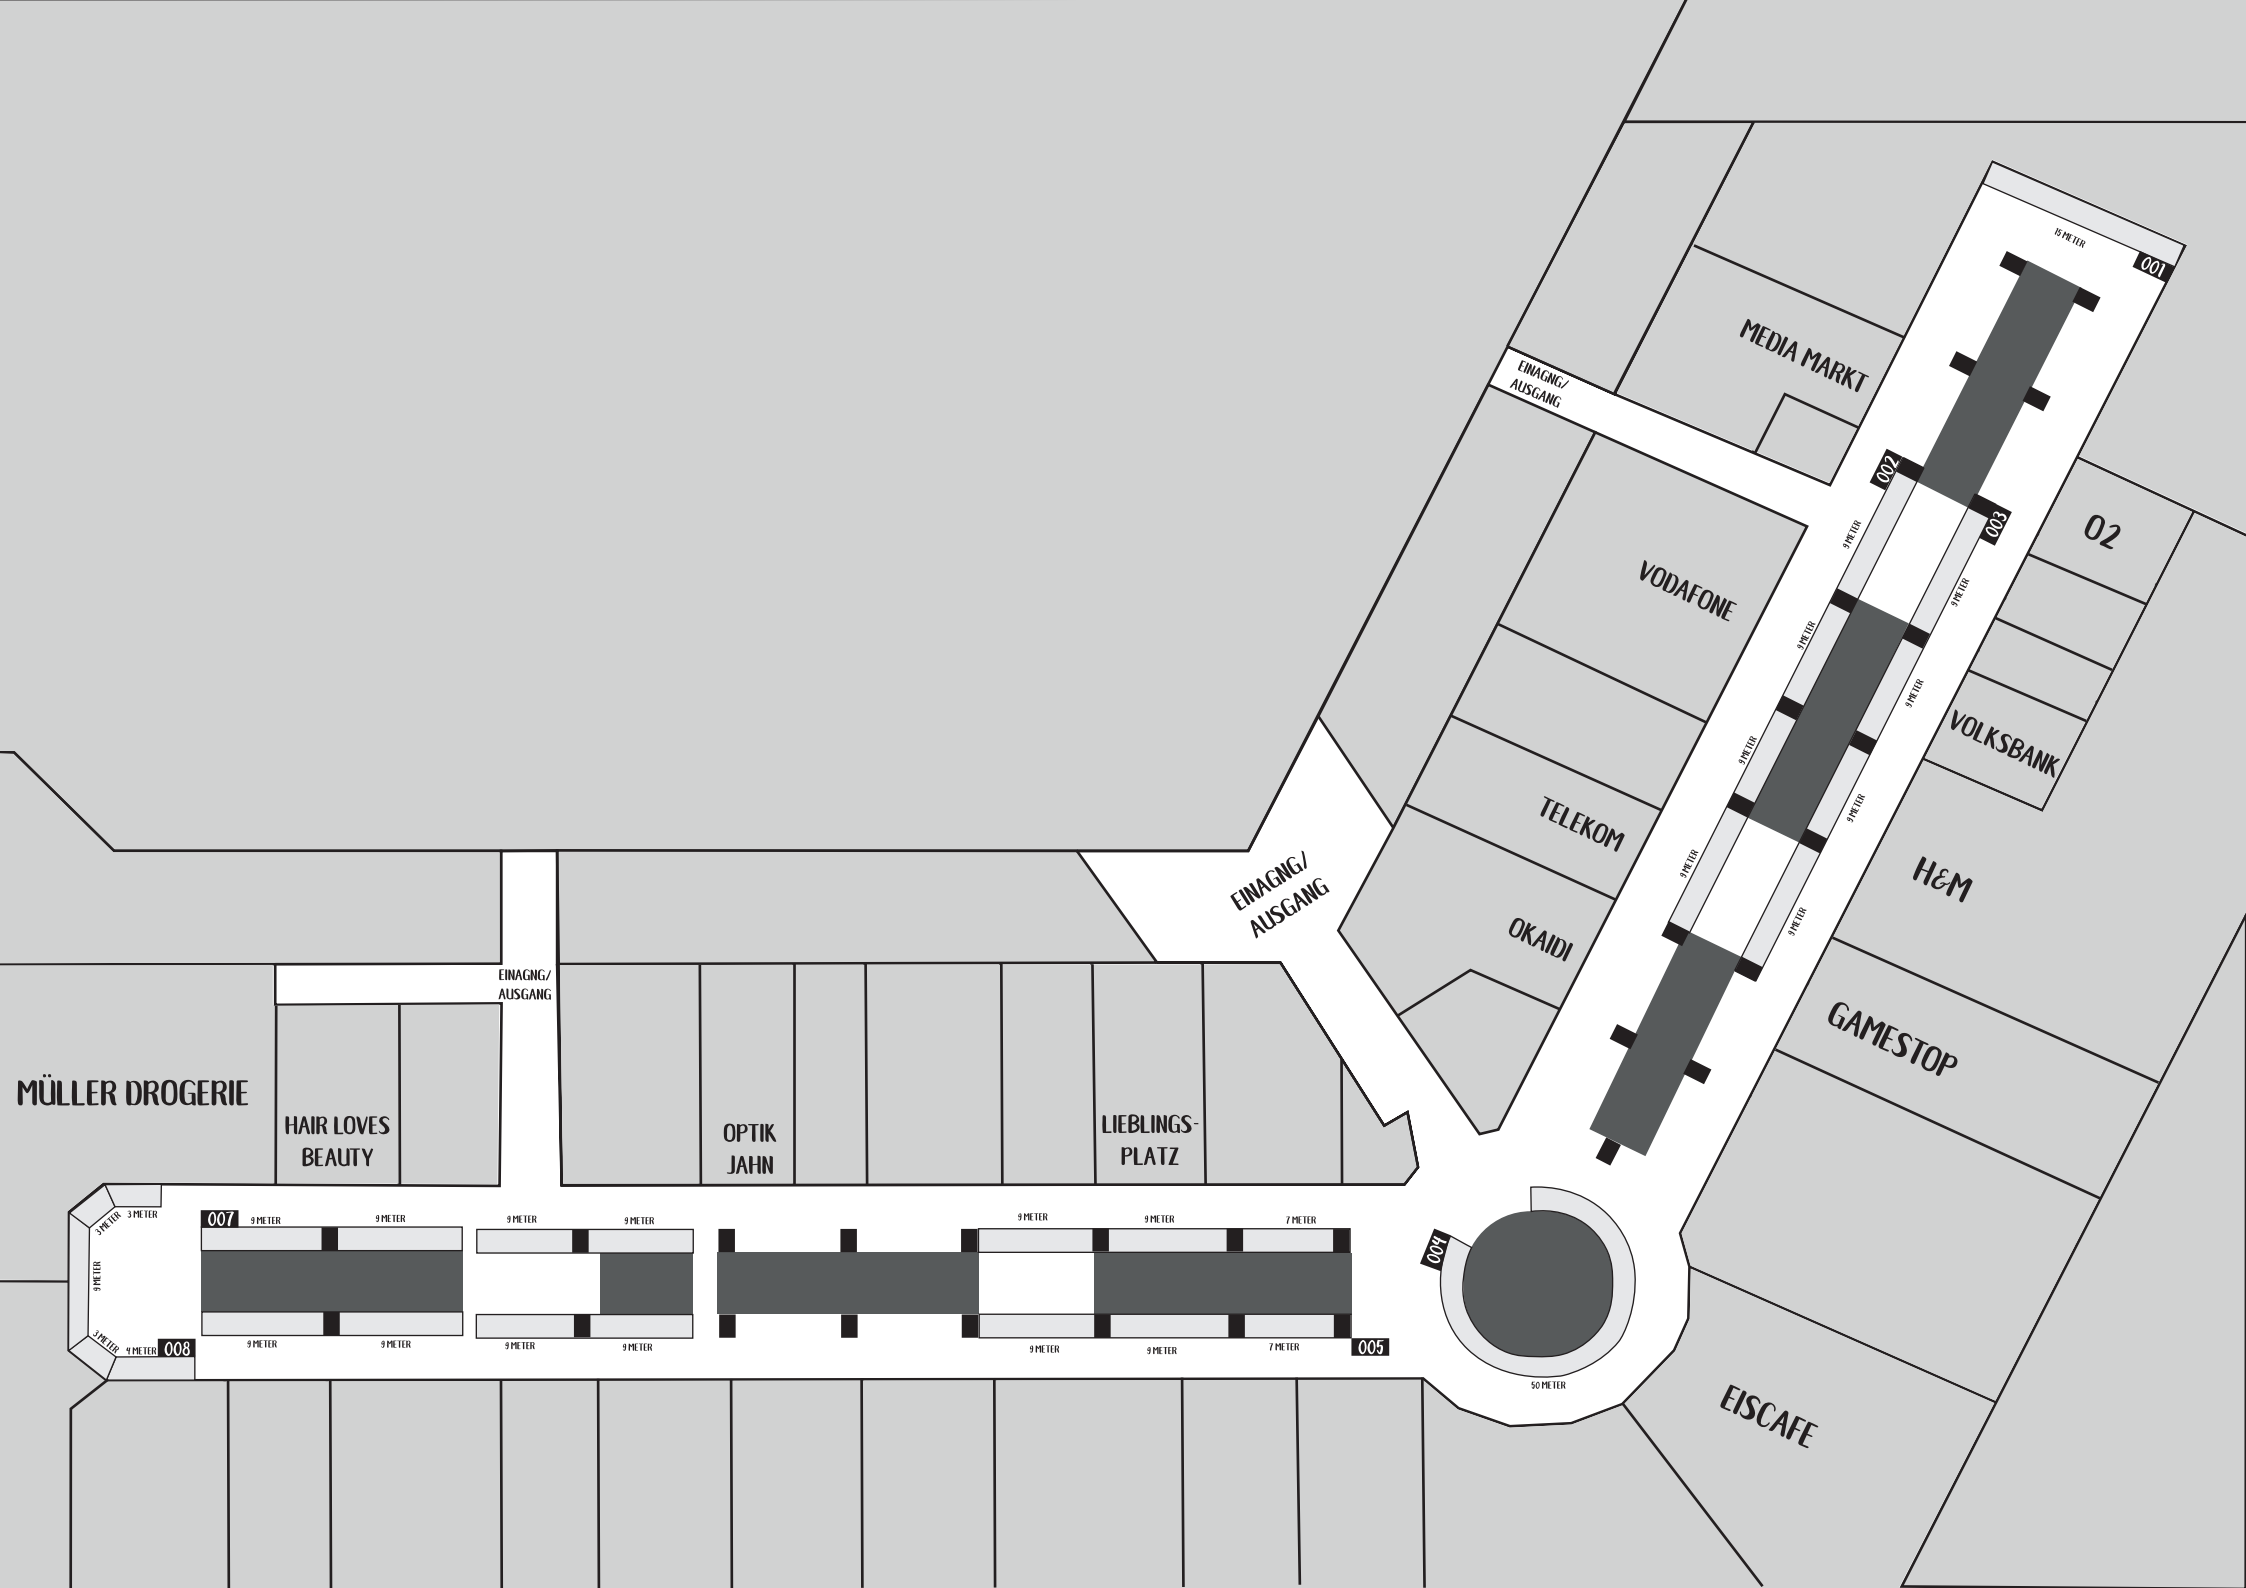 15 METER
001
MEDIA MARKT
EINAGNG/
AUSGANG
002
003
O2
9 METER
9 METER
VODAFONE
9 METER
9 METER
VOLKSBANK
9 METER
9 METER
TELEKOM
9 METER
9 METER
H&M
OKAIDI
EINAGNG/
AUSGANG
GAMESTOP
EINAGNG/
AUSGANG
MÜLLER DROGERIE
HAIR LOVES
BEAUTY
OPTIK
JAHN
LIEBLINGS-
PLATZ
3 METER
3 METER
007
9 METER
9 METER
9 METER
9 METER
9 METER
9 METER
7 METER
004
9 METER
3 METER
4 METER
008
9 METER
9 METER
9 METER
9 METER
9 METER
9 METER
7 METER
005
50 METER
EISCAFE